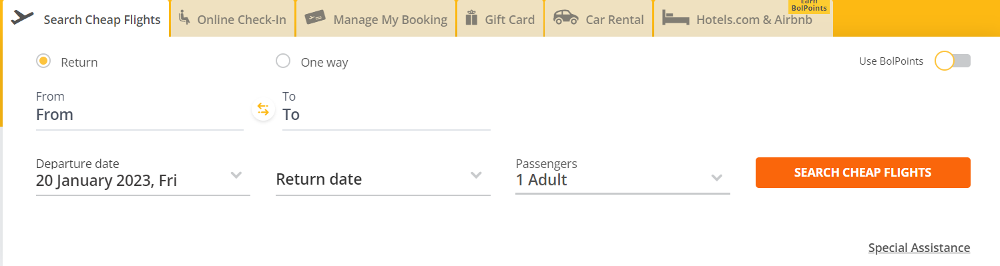 Earn
BolPoints
Search Cheap Flights
Online Check-In
Manage My Booking
Gift Card
Car Rental
Hotels.com & Airbnb
Return
One way
Use BolPoints
From
To
From
To
Departure date
Passengers
20 January 2023, Fri
Return date
1 Adult
SEARCH CHEAP FLIGHTS
Special Assistance